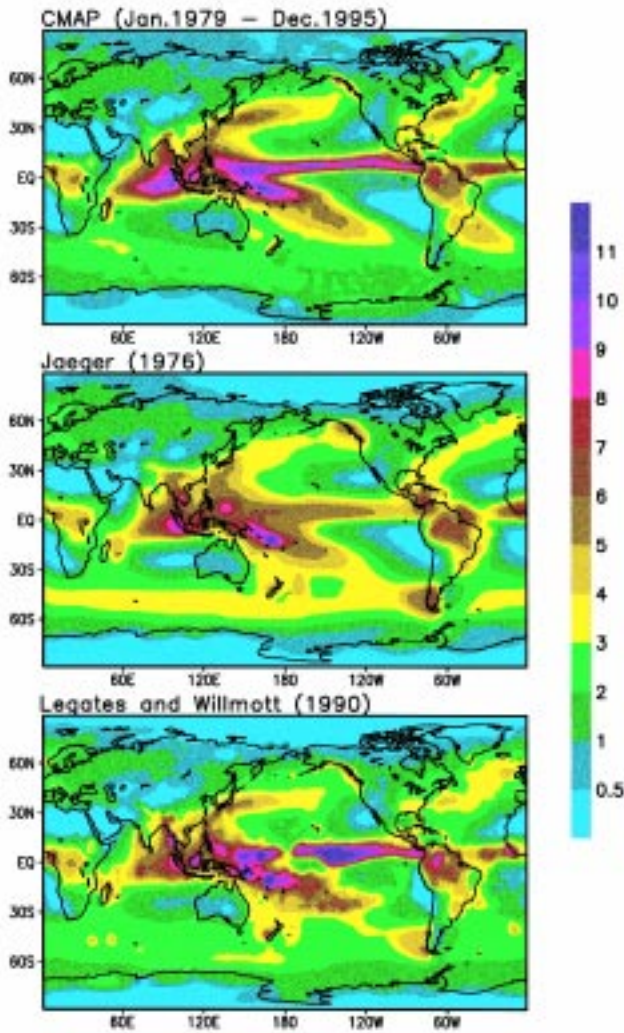 CMAP (Jan.1979 – Dec.1995)
60N
30N
EQ
30S
60S
60E 120E 180 120W 60W
Jaeger (1976)
60N
30N
EQ
30S
60S
60E 120E 180 120W 60W
Legates and Willmott (1990)
60N
30N
EQ
30S
60S
60E 120E 180 120W 60W
11
10
9
8
7
6
5
4
3
2
1
0.5